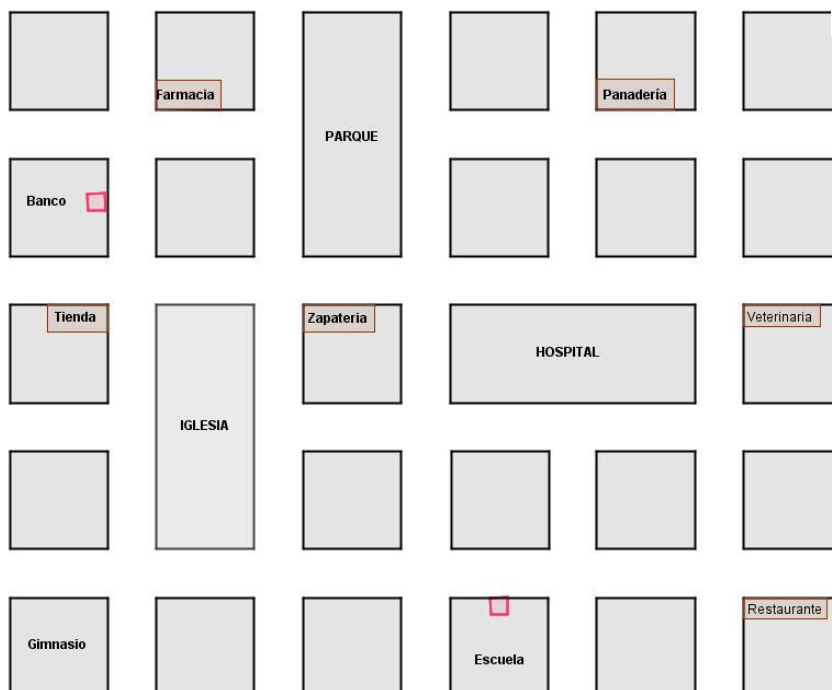 Farmacia
Panadería
PARQUE
Banco
Tienda
Zapateria
Veterinaria
HOSPITAL
IGLESIA
Gimnasio
Restaurante
Escuela